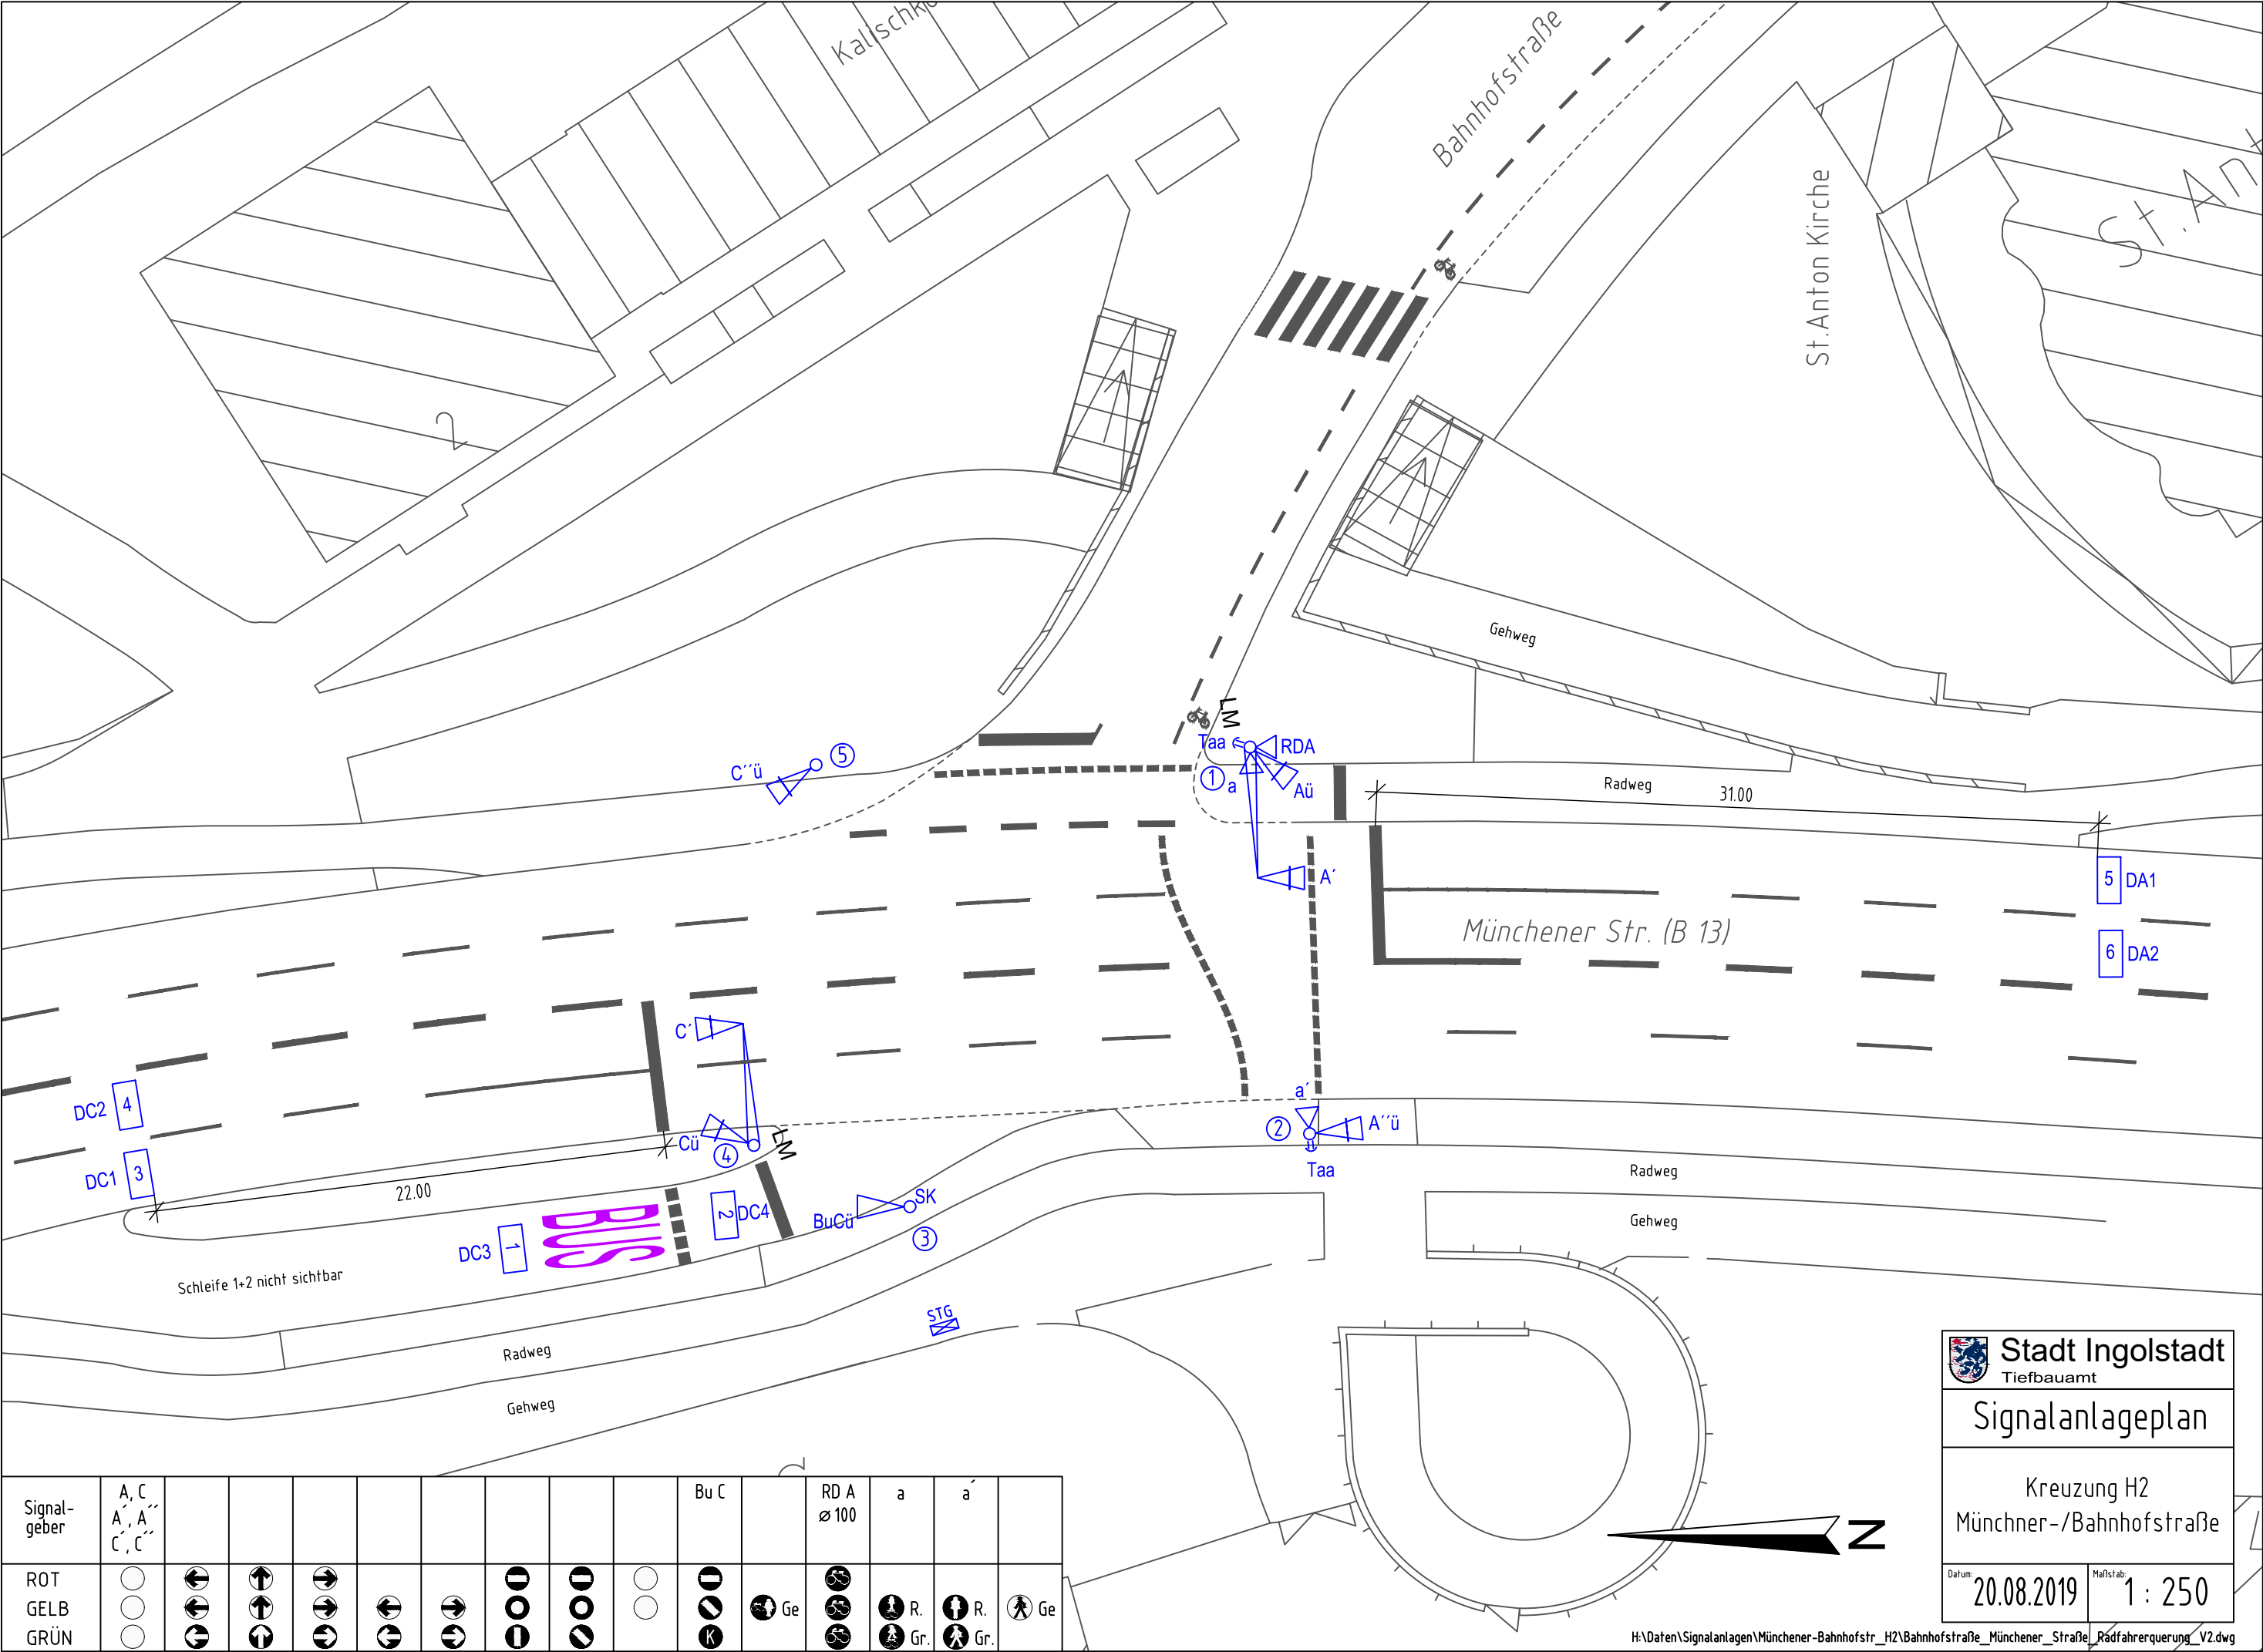 Kalischko
Bahnhofstraße
St.Anton Kirche
St.Ant
2
Gehweg
LM
Taa
RDA
1
a
Aü
C´´ü
5
Radweg
31.00
A´
5
DA1
Münchener Str. (B 13)
6
DA2
C´
DC2
4
Cü
4
LM
a´
2
A´´ü
Taa
DC1
3
22.00
Radweg
SK
BuCü
3
2
DC4
Gehweg
DC3
1
BUS
Schleife 1+2 nicht sichtbar
STG
Radweg
Gehweg
N
Signal-
geber
A, C
A´, A´´
C´, C´´
Bu C
RD A
⌀ 100
a
a´
ROT
GELB
Ge
R.
R.
Ge
GRÜN
K
Gr.
Gr.
Stadt Ingolstadt
Tiefbauamt
Signalanlageplan
Kreuzung H2
Münchner-/Bahnhofstraße
Datum:
20.08.2019
Maßstab:
1 : 250
H:\Daten\Signalanlagen\Münchener-Bahnhofstr_H2\Bahnhofstraße_Münchener_Straße_Radfahrerquerung_V2.dwg